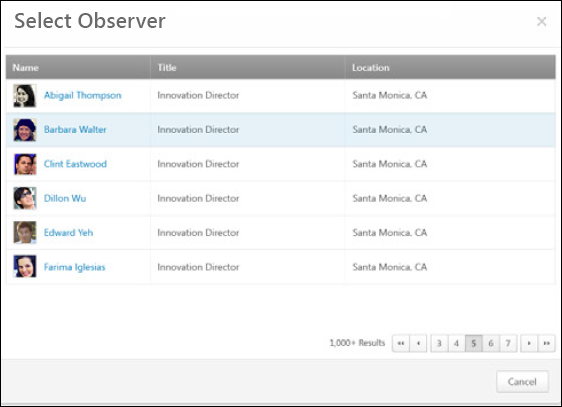 Select Observer ×
Name Title Location
Abigail Thompson Innovation Director Santa Monica, CA
Barbara Walter Innovation Director Santa Monica, CA
Clint Eastwood Innovation Director Santa Monica, CA
Dillon Wu Innovation Director Santa Monica, CA
Edward Yeh Innovation Director Santa Monica, CA
Farima Iglesias Innovation Director Santa Monica, CA
1,000+ Results 3 4 5 6 7
Cancel